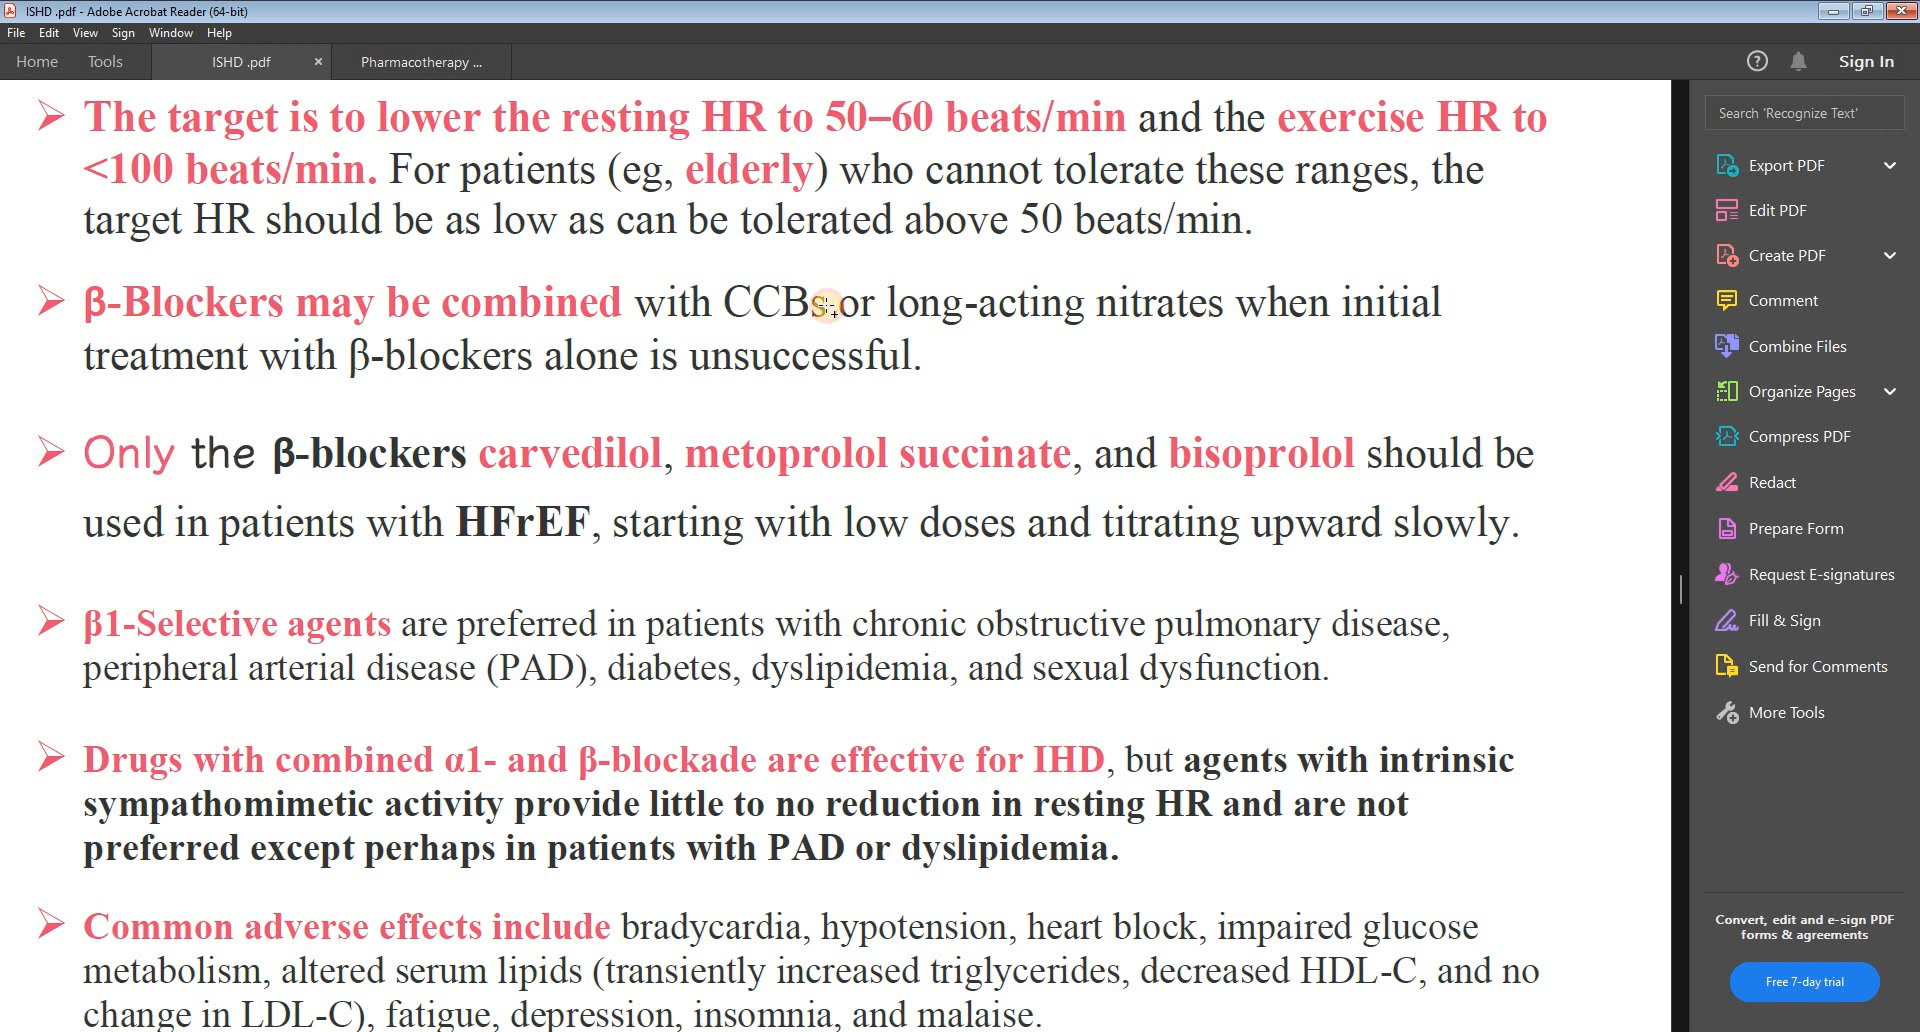 ISHD .pdf - Adobe Acrobat Reader (64-bit)
File Edit View Sign Window Help
Home Tools ISHD .pdf × Pharmacotherapy ... Sign In
➢ The target is to lower the resting HR to 50–60 beats/min and the exercise HR to
<100 beats/min. For patients (eg, elderly) who cannot tolerate these ranges, the
target HR should be as low as can be tolerated above 50 beats/min.
➢ β-Blockers may be combined with CCBs or long-acting nitrates when initial
treatment with β-blockers alone is unsuccessful.
➢ Only the β-blockers carvedilol, metoprolol succinate, and bisoprolol should be
used in patients with HFrEF, starting with low doses and titrating upward slowly.
➢ β1-Selective agents are preferred in patients with chronic obstructive pulmonary disease,
peripheral arterial disease (PAD), diabetes, dyslipidemia, and sexual dysfunction.
➢ Drugs with combined α1- and β-blockade are effective for IHD, but agents with intrinsic
sympathomimetic activity provide little to no reduction in resting HR and are not
preferred except perhaps in patients with PAD or dyslipidemia.
➢ Common adverse effects include bradycardia, hypotension, heart block, impaired glucose
metabolism, altered serum lipids (transiently increased triglycerides, decreased HDL-C, and no
change in LDL-C), fatigue, depression, insomnia, and malaise.
Search 'Recognize Text'
Export PDF
Edit PDF
Create PDF
Comment
Combine Files
Organize Pages
Compress PDF
Redact
Prepare Form
Request E-signatures
Fill & Sign
Send for Comments
More Tools
Convert, edit and e-sign PDF
forms & agreements
Free 7-day trial